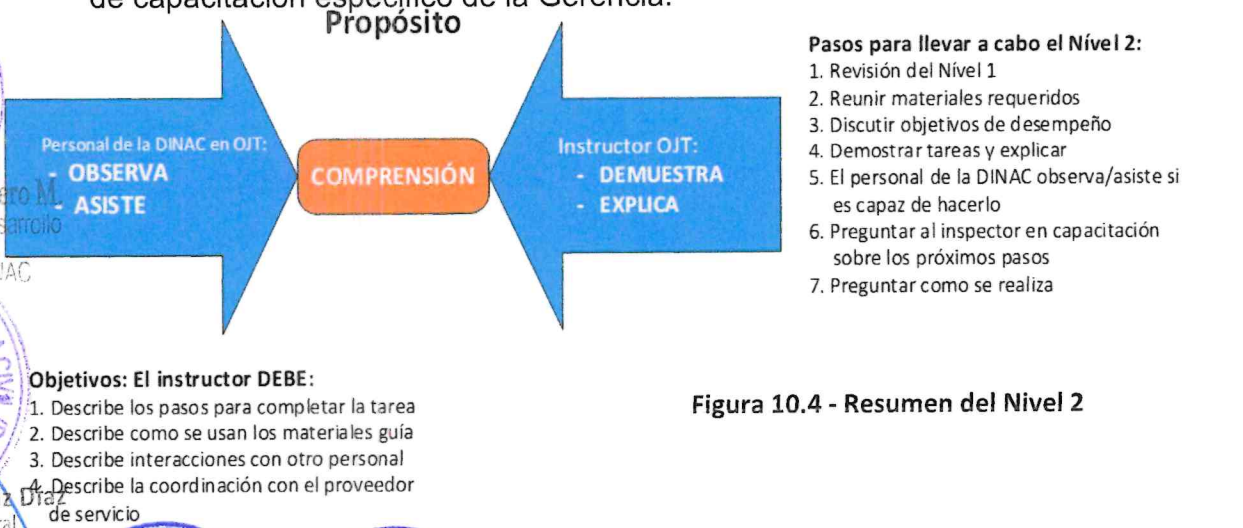 de capacitación específico de la Gerencia.
Propósito
Personal de la DINAC en OJT:
- OBSERVA
- ASISTE
COMPRENSIÓN
Instructor OJT:
- DEMUESTRA
- EXPLICA
Pasos para llevar a cabo el Nível 2:
1. Revisión del Nível 1
2. Reunir materiales requeridos
3. Discutir objetivos de desempeño
4. Demostrar tareas y explicar
5. El personal de la DINAC observa/asiste si
es capaz de hacerlo
6. Preguntar al inspector en capacitación
sobre los próximos pasos
7. Preguntar como se realiza
Objetivos: El instructor DEBE:
1. Describe los pasos para completar la tarea
2. Describe como se usan los materiales guía
3. Describe interacciones con otro personal
4. Describe la coordinación con el proveedor
de servicio
Figura 10.4 - Resumen del Nivel 2